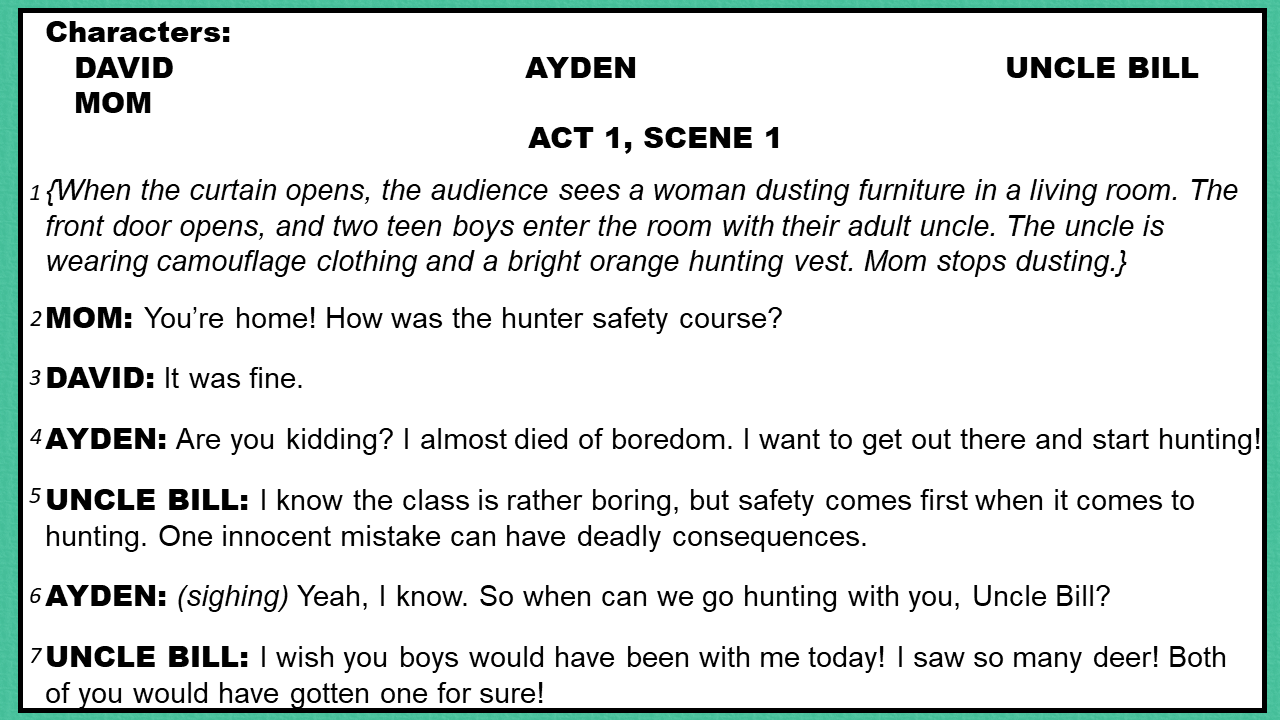 Characters:
DAVID AYDEN UNCLE BILL
MOM
ACT 1, SCENE 1
1 {When the curtain opens, the audience sees a woman dusting furniture in a living room. The
front door opens, and two teen boys enter the room with their adult uncle. The uncle is
wearing camouflage clothing and a bright orange hunting vest. Mom stops dusting.}
2 MOM: You’re home! How was the hunter safety course?
3 DAVID: It was fine.
4 AYDEN: Are you kidding? I almost died of boredom. I want to get out there and start hunting!
5 UNCLE BILL: I know the class is rather boring, but safety comes first when it comes to
hunting. One innocent mistake can have deadly consequences.
6 AYDEN: (sighing) Yeah, I know. So when can we go hunting with you, Uncle Bill?
7 UNCLE BILL: I wish you boys would have been with me today! I saw so many deer! Both
of you would have gotten one for sure!